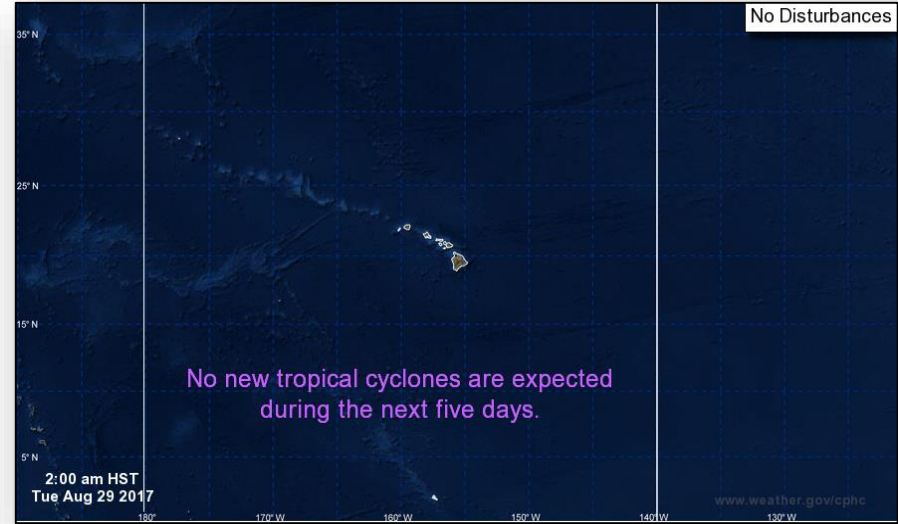 No Disturbances
35° N
25° N
No new tropical cyclones are expected
during the next five days.
15° N
5° N
2:00 am HST
Tue Aug 29 2017
www.weather.gov/cphc
180°
170° W
160° W
150° W
140° W
130° W